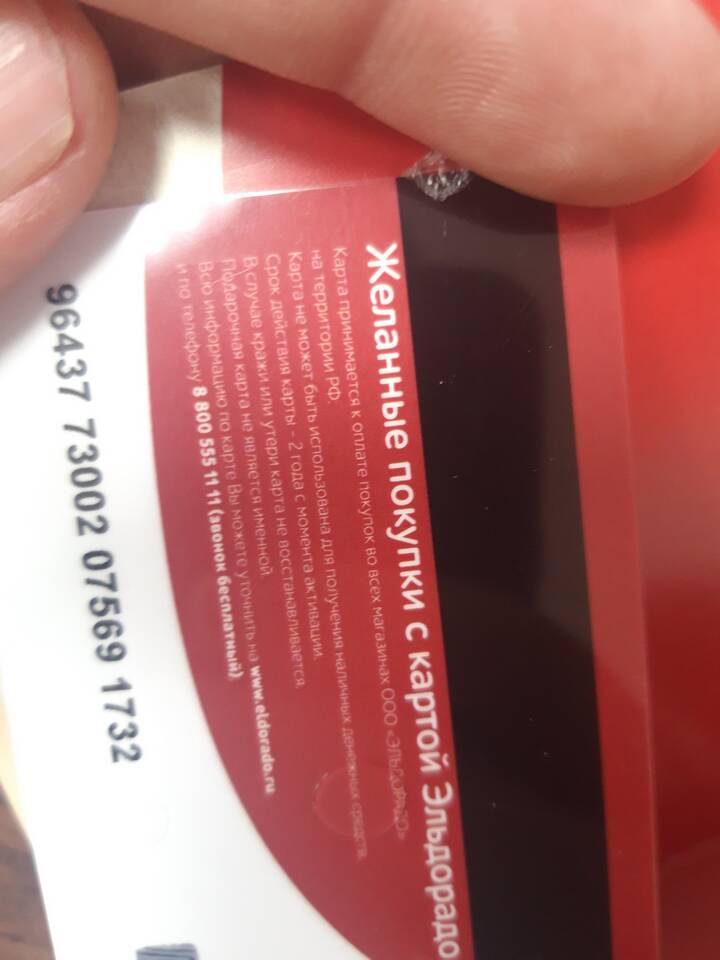 Желанные покупки с картой Эльдорадо
Карта принимается к оплате покупок во всех магазинах ООО «ЭЛЬДОРАДО»
на территории РФ.
Карта не может быть использована для получения наличных денежных средств.
Срок действия карты - 2 года с момента активации.
В случае кражи или утери карта не восстанавливается.
Подарочная карта не является именной.
Всю информацию по карте Вы можете уточнить на www.eldorado.ru
и по телефону 8 800 555 11 11 (звонок бесплатный)
96437 73002 07569 1732